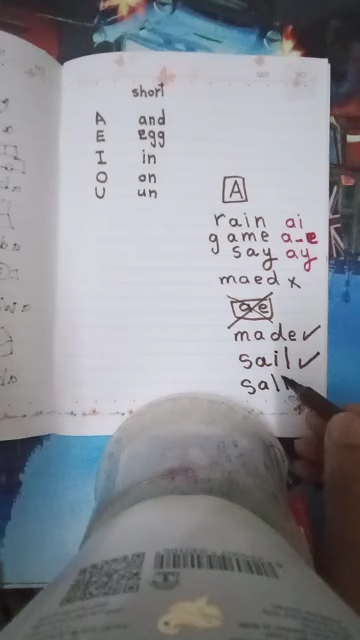 short
A and
E egg
I in
O on
U un
A
rain ai
game a-e
say ay
maed x
ae
made ✓
sail ✓
sal